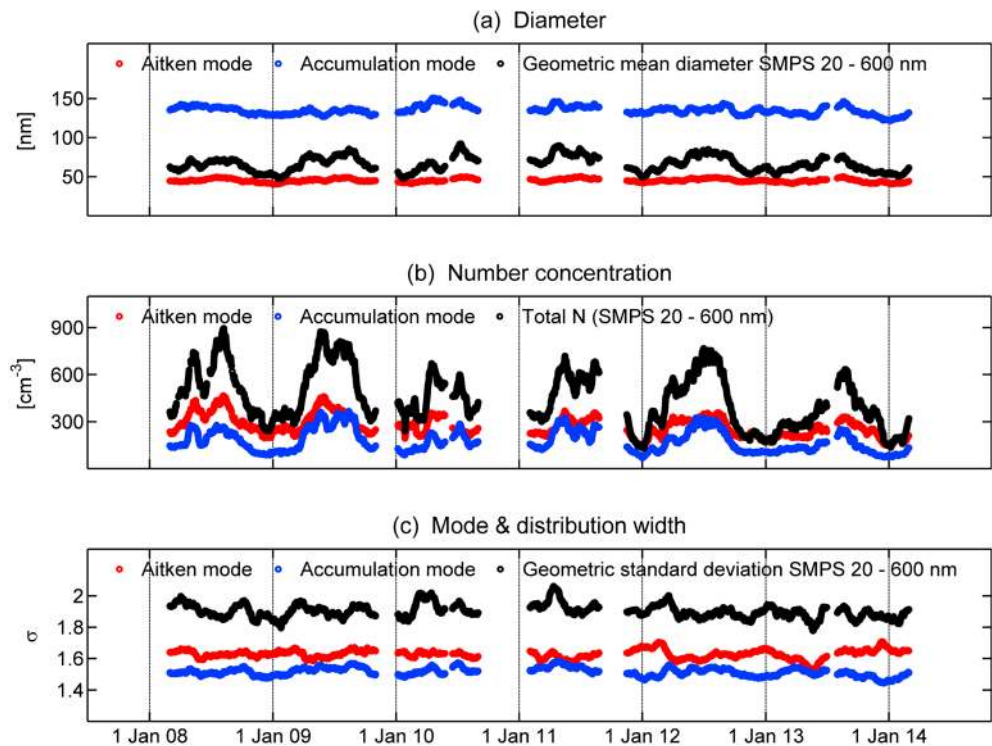 (a) Diameter
Aitken mode Accumulation mode Geometric mean diameter SMPS 20 - 600 nm
150
100
50
[nm]
(b) Number concentration
Aitken mode Accumulation mode Total N (SMPS 20 - 600 nm)
900
600
300
[cm⁻³]
(c) Mode & distribution width
Aitken mode Accumulation mode Geometric standard deviation SMPS 20 - 600 nm
2
1.8
1.6
1.4
σ
1 Jan 08 1 Jan 09 1 Jan 10 1 Jan 11 1 Jan 12 1 Jan 13 1 Jan 14